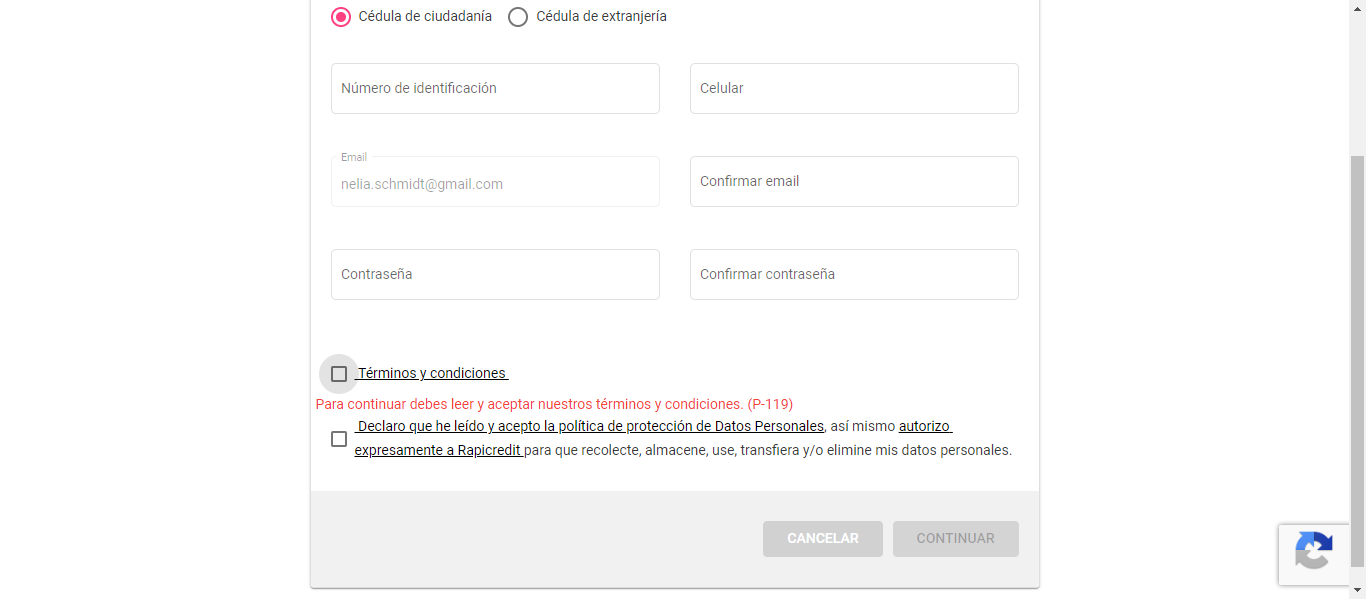 Cédula de ciudadanía Cédula de extranjería
Número de identificación Celular
Email
nelia.schmidt@gmail.com Confirmar email
Contraseña Confirmar contraseña
Términos y condiciones
Para continuar debes leer y aceptar nuestros términos y condiciones. (P-119)
Declaro que he leído y acepto la política de protección de Datos Personales, así mismo autorizo
expresamente a Rapicredit para que recolecte, almacene, use, transfiera y/o elimine mis datos personales.
CANCELAR CONTINUAR